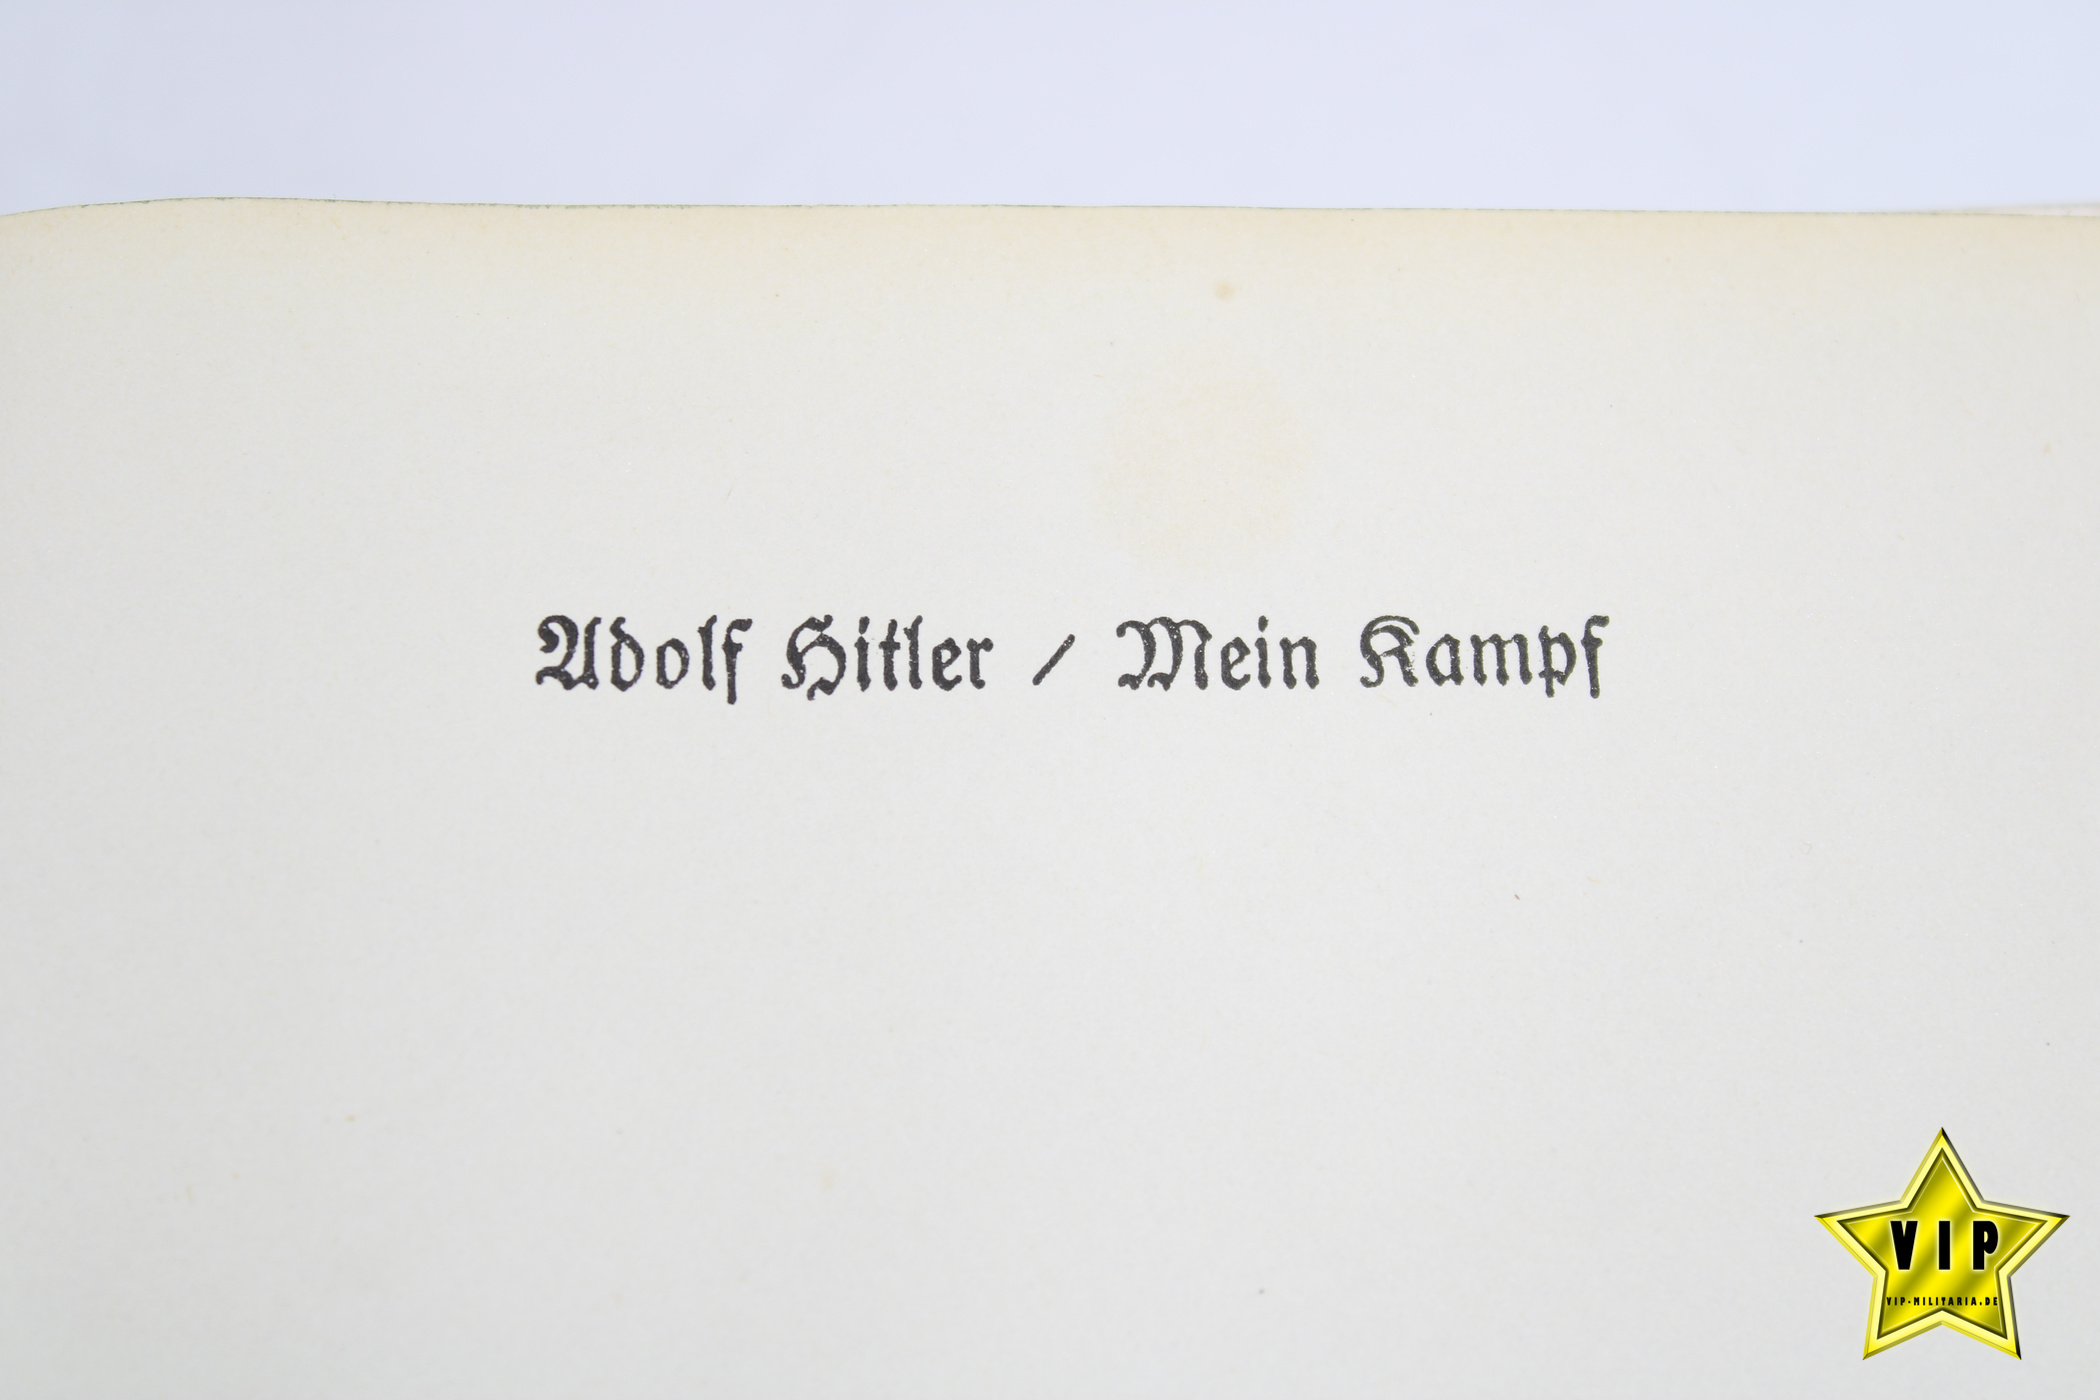 Adolf Hitler / Mein Kampf
VIP
VIP-MILITARIA.DE